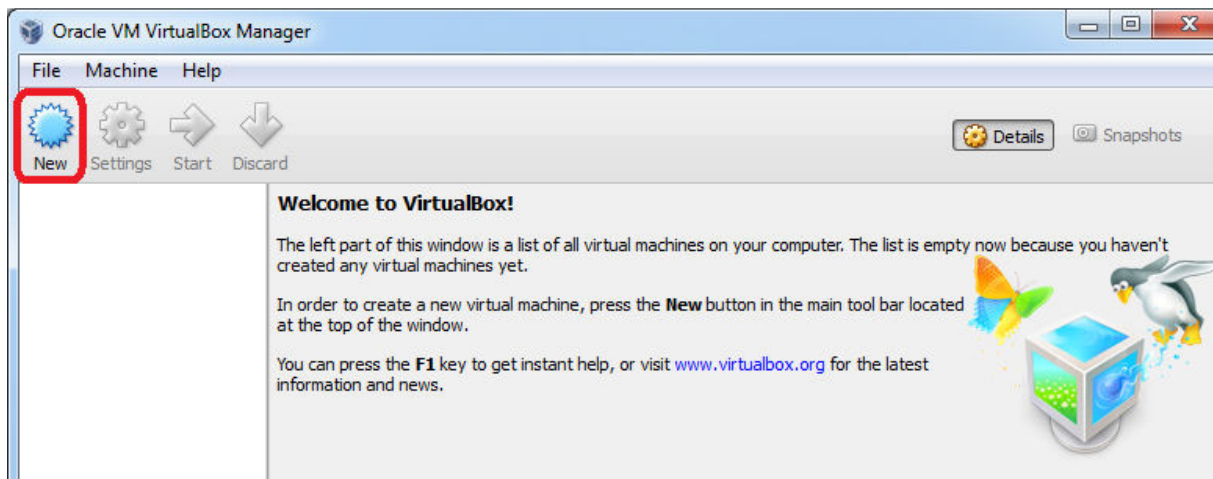 Oracle VM VirtualBox Manager
File Machine Help
New Settings Start Discard
Details Snapshots
Welcome to VirtualBox!
The left part of this window is a list of all virtual machines on your computer. The list is empty now because you haven't
created any virtual machines yet.
In order to create a new virtual machine, press the New button in the main tool bar located
at the top of the window.
You can press the F1 key to get instant help, or visit www.virtualbox.org for the latest
information and news.